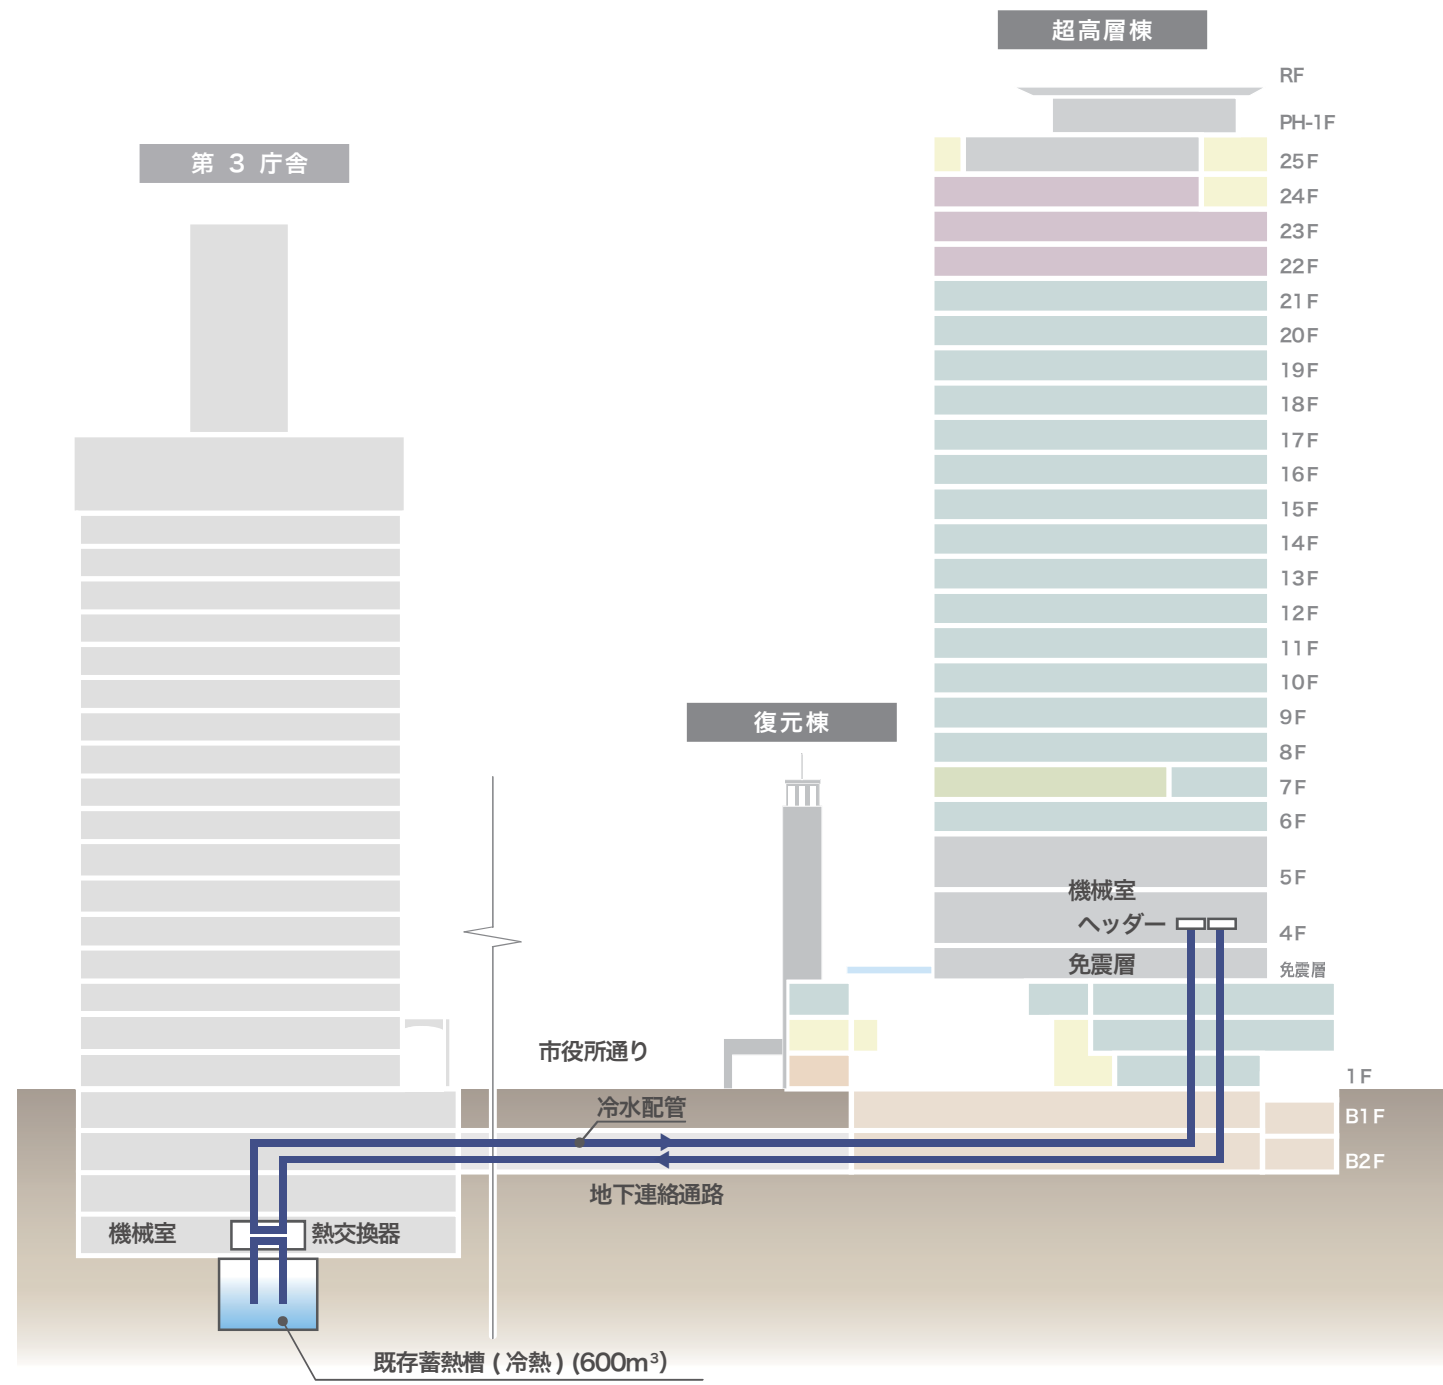 超高層棟
RF
PH-1F
第 3 庁舎
25F
24F
23F
22F
21F
20F
19F
18F
17F
16F
15F
14F
13F
12F
11F
10F
9F
復元棟
8F
7F
6F
5F
機械室
ヘッダー
4F
免震層
免震層
市役所通り
1F
冷水配管
B1F
B2F
地下連絡通路
機械室
熱交換器
既存蓄熱槽 ( 冷熱 ) (600m³)